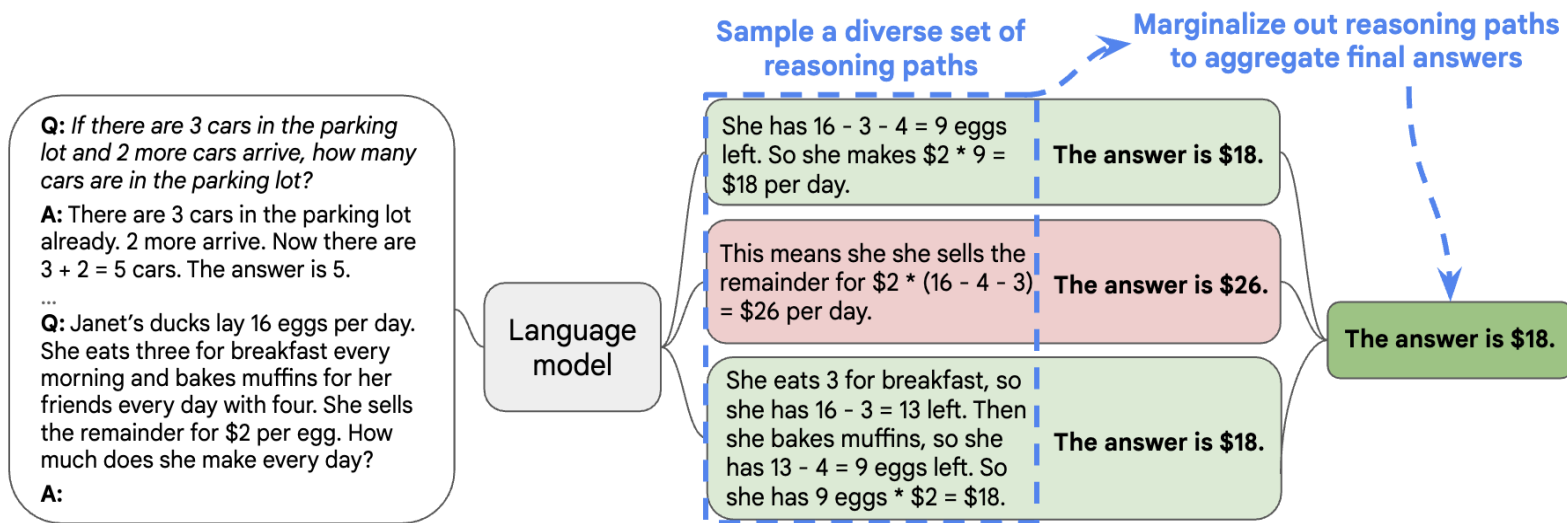 Sample a diverse set of
reasoning paths
Marginalize out reasoning paths
to aggregate final answers
Q: If there are 3 cars in the parking
lot and 2 more cars arrive, how many
cars are in the parking lot?
A: There are 3 cars in the parking lot
already. 2 more arrive. Now there are
3 + 2 = 5 cars. The answer is 5.
...
Q: Janet’s ducks lay 16 eggs per day.
She eats three for breakfast every
morning and bakes muffins for her
friends every day with four. She sells
the remainder for $2 per egg. How
much does she make every day?
A:
Language
model
She has 16 - 3 - 4 = 9 eggs
left. So she makes $2 * 9 =
$18 per day.
The answer is $18.
This means she she sells the
remainder for $2 * (16 - 4 - 3)
= $26 per day.
The answer is $26.
She eats 3 for breakfast, so
she has 16 - 3 = 13 left. Then
she bakes muffins, so she
has 13 - 4 = 9 eggs left. So
she has 9 eggs * $2 = $18.
The answer is $18.
The answer is $18.